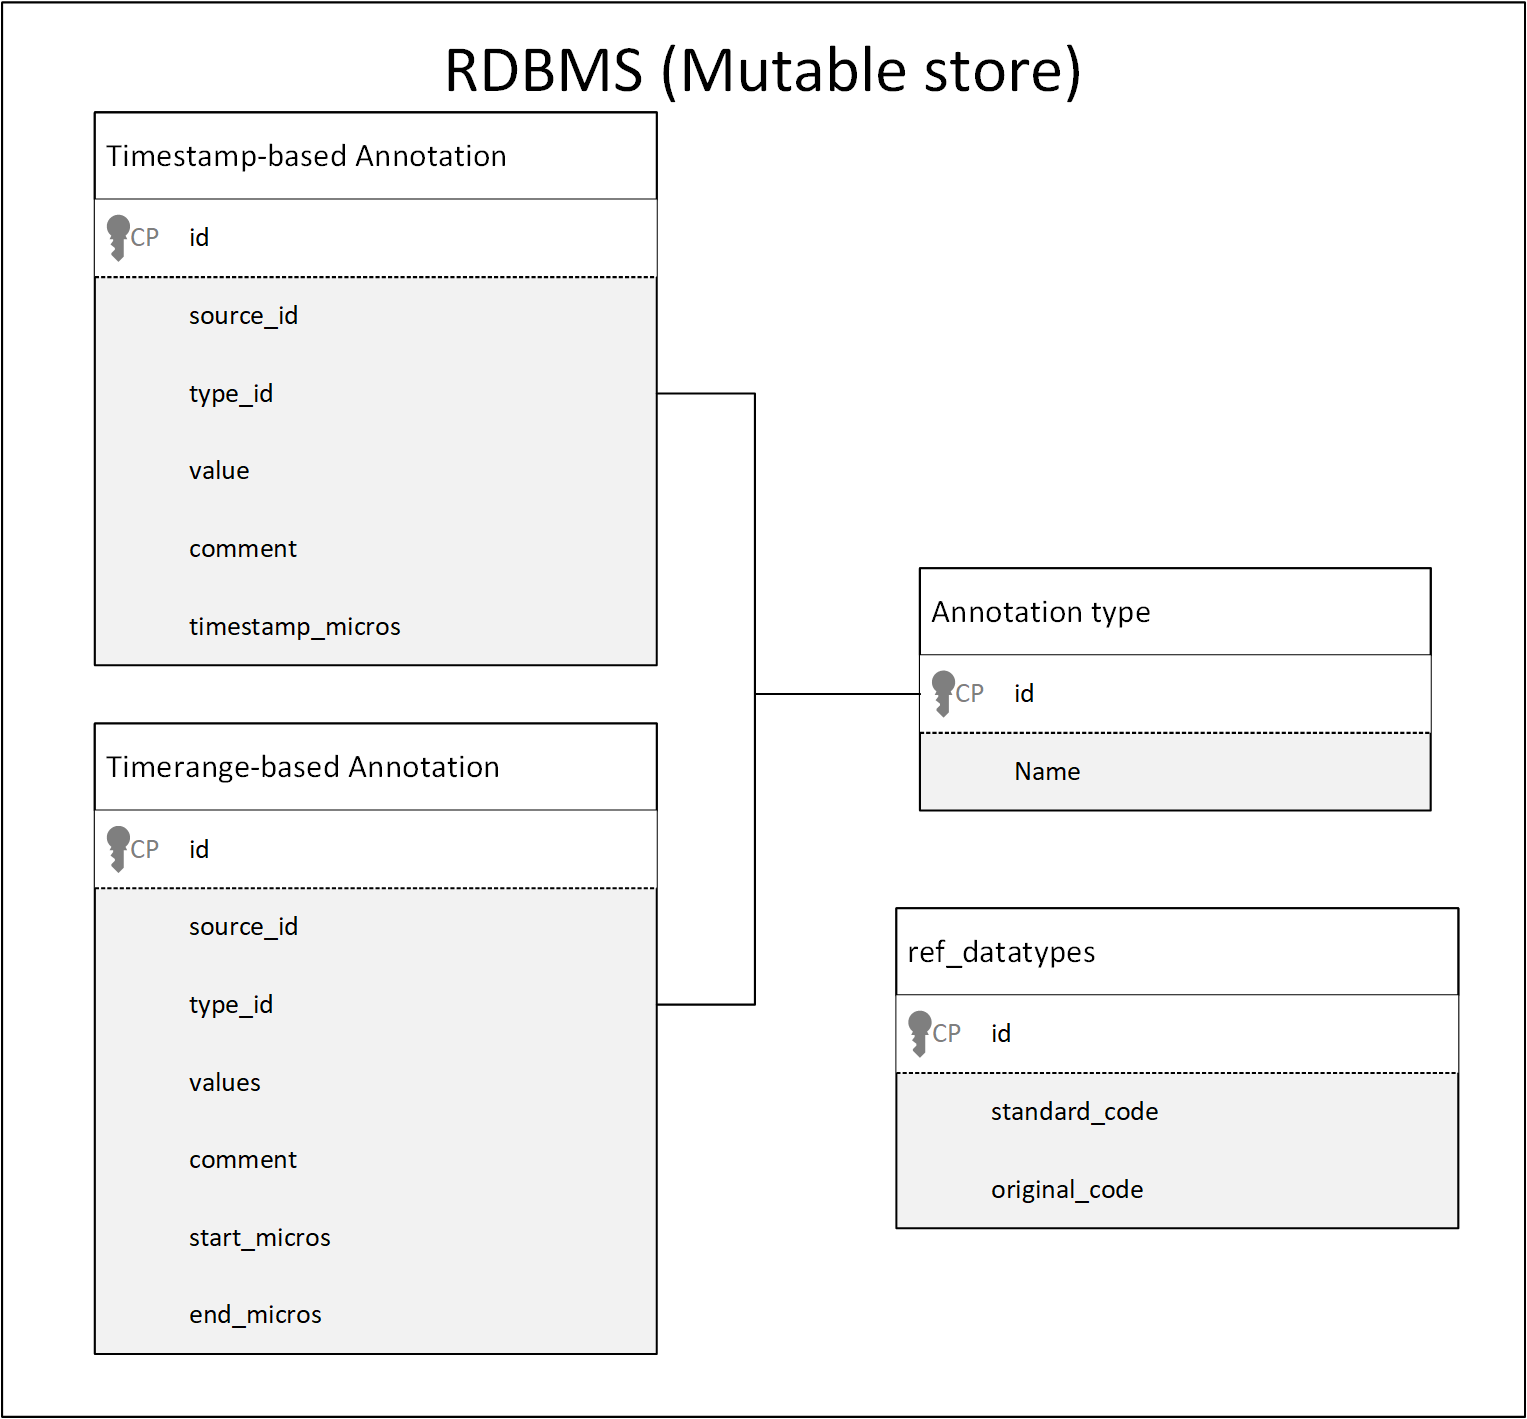 RDBMS (Mutable store)
Timestamp-based Annotation
CP id
source_id
type_id
value
comment
timestamp_micros
Timerange-based Annotation
CP id
source_id
type_id
values
comment
start_micros
end_micros
Annotation type
CP id
Name
ref_datatypes
CP id
standard_code
original_code